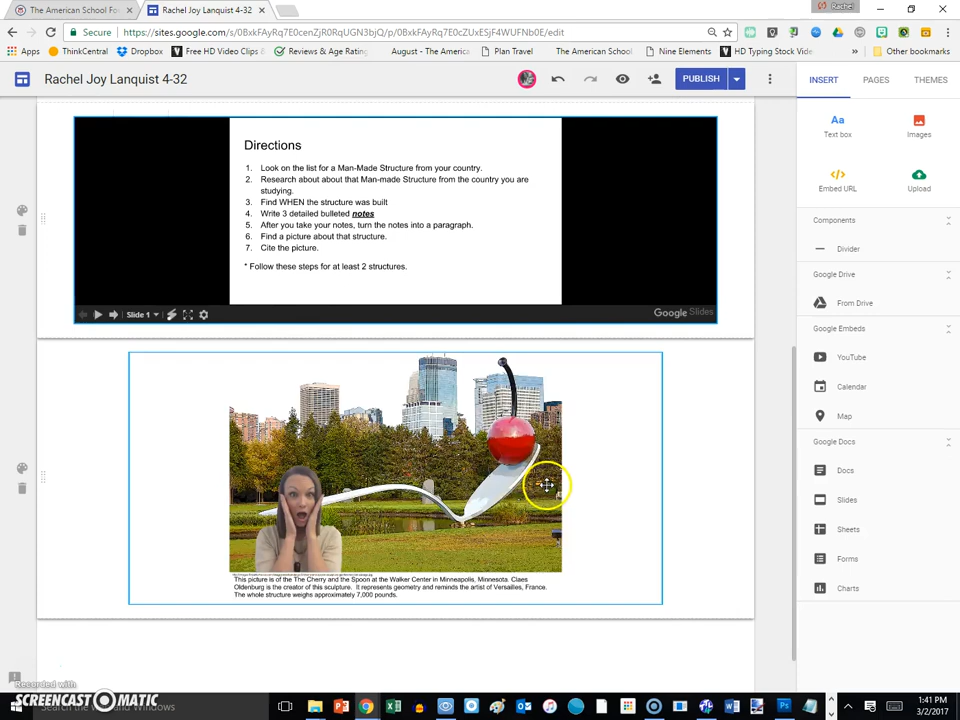 The American School Fo
Rachel Joy Lanquist 4-32
Rachel
Secure
https://sites.google.com/s/0BxkFAyRq7E0cenZjR0RUQGN3bjQ/p/0BxkFAyRq7E0cZUxESjF4WUFNb0E/edit
Apps
ThinkCentral
Dropbox
Free HD Video Clips &
Reviews & Age Rating
August - The America
Plan Travel
The American School
Nine Elements
HD Typing Stock Vide
Other bookmarks
Rachel Joy Lanquist 4-32
PUBLISH
INSERT
PAGES
THEMES
Directions
1. Look on the list for a Man-Made Structure from your country.
2. Research about about that Man-made Structure from the country you are
studying.
3. Find WHEN the structure was built
4. Write 3 detailed bulleted notes
5. After you take your notes, turn the notes into a paragraph.
6. Find a picture about that structure.
7. Cite the picture.
* Follow these steps for at least 2 structures.
Slide 1
Google Slides
This picture is of the The Cherry and the Spoon at the Walker Center in Minneapolis, Minnesota. Claes
Oldenburg is the creator of this sculpture. It represents geometry and reminds the artist of Versailles, France.
The whole structure weighs approximately 7,000 pounds.
Aa
Text box
Images
Embed URL
Upload
Components
Divider
Google Drive
From Drive
Google Embeds
YouTube
Calendar
Map
Google Docs
Docs
Slides
Sheets
Forms
Charts
Recorded with
SCREENCAST MATIC
Search the Web and Windows
1:41 PM
3/2/2017